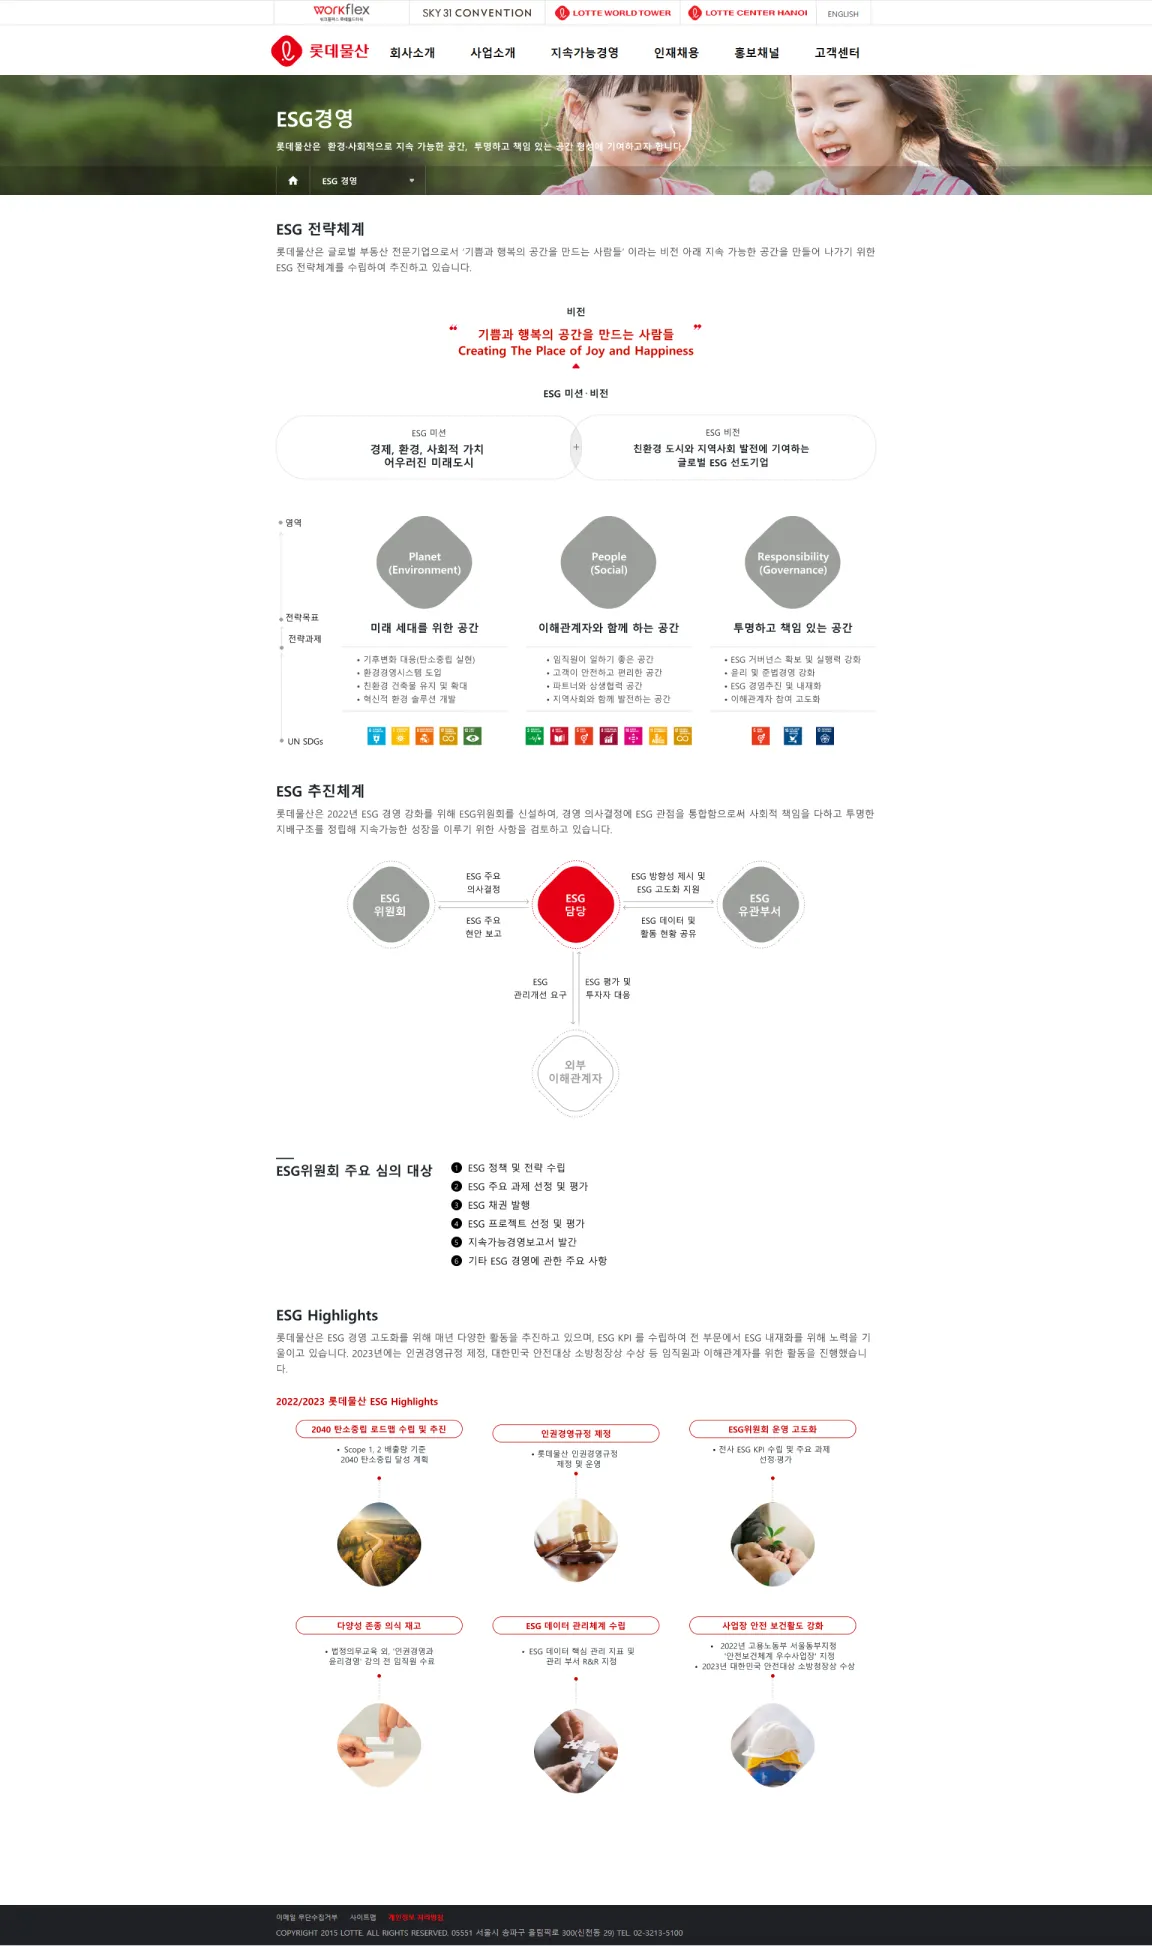 workflex
워크플렉스 롯데월드타워
SKY 31 CONVENTION
LOTTE WORLD TOWER
LOTTE CENTER HANOI
ENGLISH
롯데물산
회사소개
사업소개
지속가능경영
인재채용
홍보채널
고객센터
ESG경영
롯데물산은 환경·사회적으로 지속 가능한 공간, 투명하고 책임 있는 공간 형성에 기여하고자 합니다.
ESG 경영
ESG 전략체계
롯데물산은 글로벌 부동산 전문기업으로서 '기쁨과 행복의 공간을 만드는 사람들' 이라는 비전 아래 지속 가능한 공간을 만들어 나가기 위한
ESG 전략체계를 수립하여 추진하고 있습니다.
비전
❝ 기쁨과 행복의 공간을 만드는 사람들 ❞
Creating The Place of Joy and Happiness
ESG 미션·비전
ESG 미션
경제, 환경, 사회적 가치
어우러진 미래도시
+
ESG 비전
친환경 도시와 지역사회 발전에 기여하는
글로벌 ESG 선도기업
영역
Planet
(Environment)
People
(Social)
Responsibility
(Governance)
전략목표
미래 세대를 위한 공간
이해관계자와 함께 하는 공간
투명하고 책임 있는 공간
전략과제
• 기후변화 대응(탄소중립 실현)
• 환경경영시스템 도입
• 친환경 건축물 유지 및 확대
• 혁신적 환경 솔루션 개발
• 임직원이 일하기 좋은 공간
• 고객이 안전하고 편리한 공간
• 파트너와 상생협력 공간
• 지역사회와 함께 발전하는 공간
• ESG 거버넌스 확보 및 실행력 강화
• 윤리 및 준법경영 강화
• ESG 경영추진 및 내재화
• 이해관계자 참여 고도화
UN SDGs
ESG 추진체계
롯데물산은 2022년 ESG 경영 강화를 위해 ESG위원회를 신설하여, 경영 의사결정에 ESG 관점을 통합함으로써 사회적 책임을 다하고 투명한
지배구조를 정립해 지속가능한 성장을 이루기 위한 사항을 검토하고 있습니다.
ESG
위원회
ESG 주요
의사결정
ESG 주요
현안 보고
ESG
담당
ESG 방향성 제시 및
ESG 고도화 지원
ESG 데이터 및
활동 현황 공유
ESG
유관부서
ESG
관리개선 요구
ESG 평가 및
투자자 대응
외부
이해관계자
ESG위원회 주요 심의 대상
1 ESG 정책 및 전략 수립
2 ESG 주요 과제 선정 및 평가
3 ESG 채권 발행
4 ESG 프로젝트 선정 및 평가
5 지속가능경영보고서 발간
6 기타 ESG 경영에 관한 주요 사항
ESG Highlights
롯데물산은 ESG 경영 고도화를 위해 매년 다양한 활동을 추진하고 있으며, ESG KPI 를 수립하여 전 부문에서 ESG 내재화를 위해 노력을 기
울이고 있습니다. 2023년에는 인권경영규정 제정, 대한민국 안전대상 소방청장상 수상 등 임직원과 이해관계자를 위한 활동을 진행했습니
다.
2022/2023 롯데물산 ESG Highlights
2040 탄소중립 로드맵 수립 및 추진
• Scope 1, 2 배출량 기준
2040 탄소중립 달성 계획
인권경영규정 제정
• 롯데물산 인권경영규정
제정 및 운영
ESG위원회 운영 고도화
• 전사 ESG KPI 수립 및 주요 과제
선정·평가
다양성 존중 의식 재고
• 법정의무교육 외, '인권경영과
윤리경영' 강의 전 임직원 수료
ESG 데이터 관리체계 수립
• ESG 데이터 핵심 관리 지표 및
관리 부서 R&R 지정
사업장 안전 보건활도 강화
• 2022년 고용노동부 서울동부지청
'안전보건체계 우수사업장' 지정
• 2023년 대한민국 안전대상 소방청장상 수상
이메일 무단수집거부
사이트맵
개인정보 처리방침
COPYRIGHT 2015 LOTTE. ALL RIGHTS RESERVED. 05551 서울시 송파구 올림픽로 300(신천동 29) TEL. 02-3213-5100